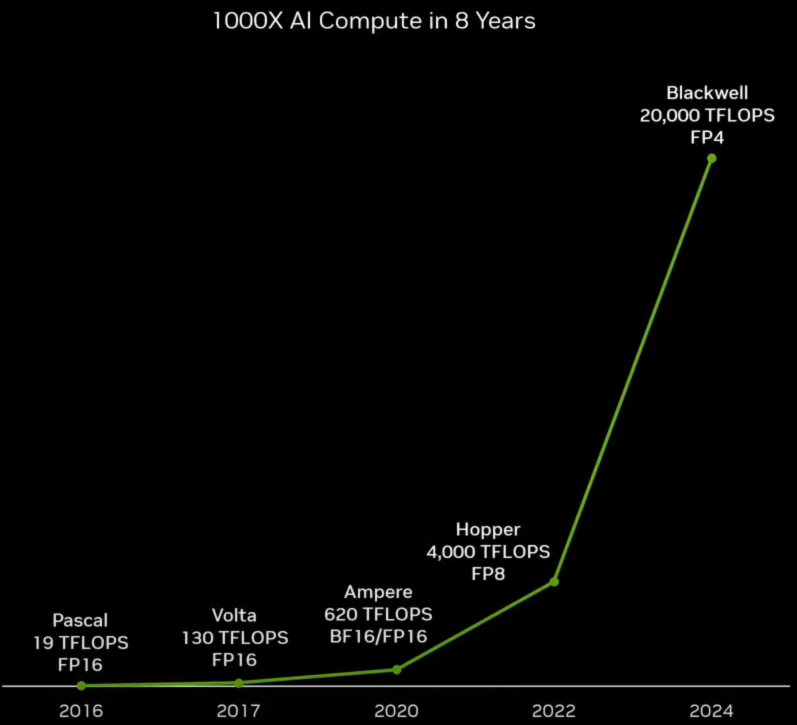 1000X AI Compute in 8 Years
Blackwell
20,000 TFLOPS
FP4
Hopper
4,000 TFLOPS
FP8
Ampere
620 TFLOPS
BF16/FP16
Volta
130 TFLOPS
FP16
Pascal
19 TFLOPS
FP16
2016
2017
2020
2022
2024